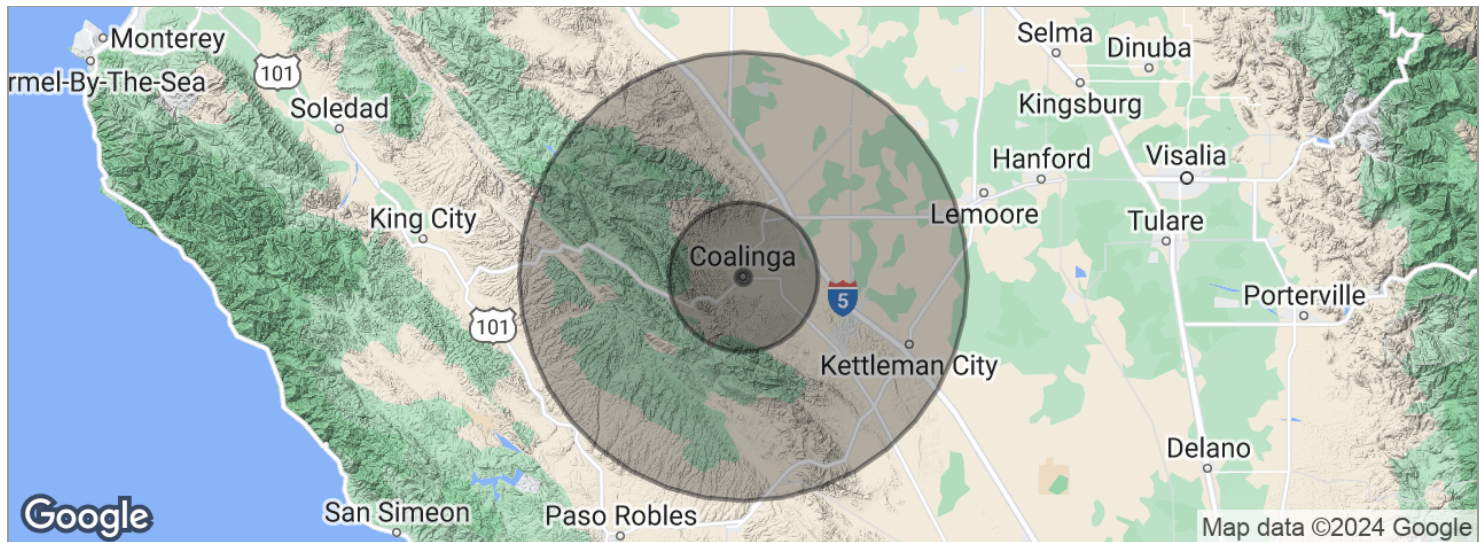 Monterey
rmel-By-The-Sea
101
Soledad
King City
101
San Simeon
Paso Robles
Coalinga
5
Kettleman City
Lemoore
Hanford
Selma
Dinuba
Kingsburg
Visalia
Tulare
Porterville
Delano
Google
Map data ©2024 Google